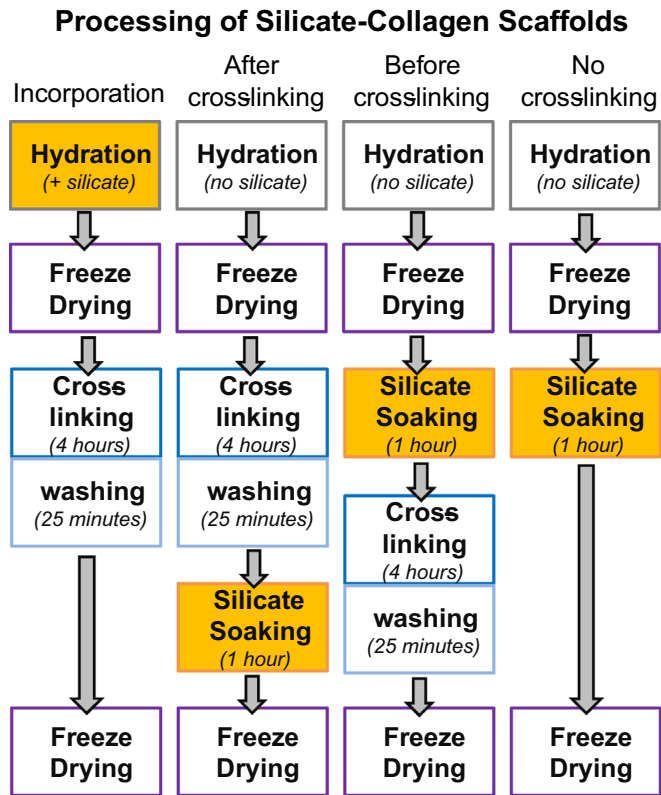 Processing of Silicate-Collagen Scaffolds
Incorporation
After
crosslinking
Before
crosslinking
No
crosslinking
Hydration
(+ silicate)
Hydration
(no silicate)
Hydration
(no silicate)
Hydration
(no silicate)
Freeze
Drying
Freeze
Drying
Freeze
Drying
Freeze
Drying
Cross
linking
(4 hours)
washing
(25 minutes)
Cross
linking
(4 hours)
washing
(25 minutes)
Silicate
Soaking
(1 hour)
Silicate
Soaking
(1 hour)
Silicate
Soaking
(1 hour)
Cross
linking
(4 hours)
washing
(25 minutes)
Freeze
Drying
Freeze
Drying
Freeze
Drying
Freeze
Drying